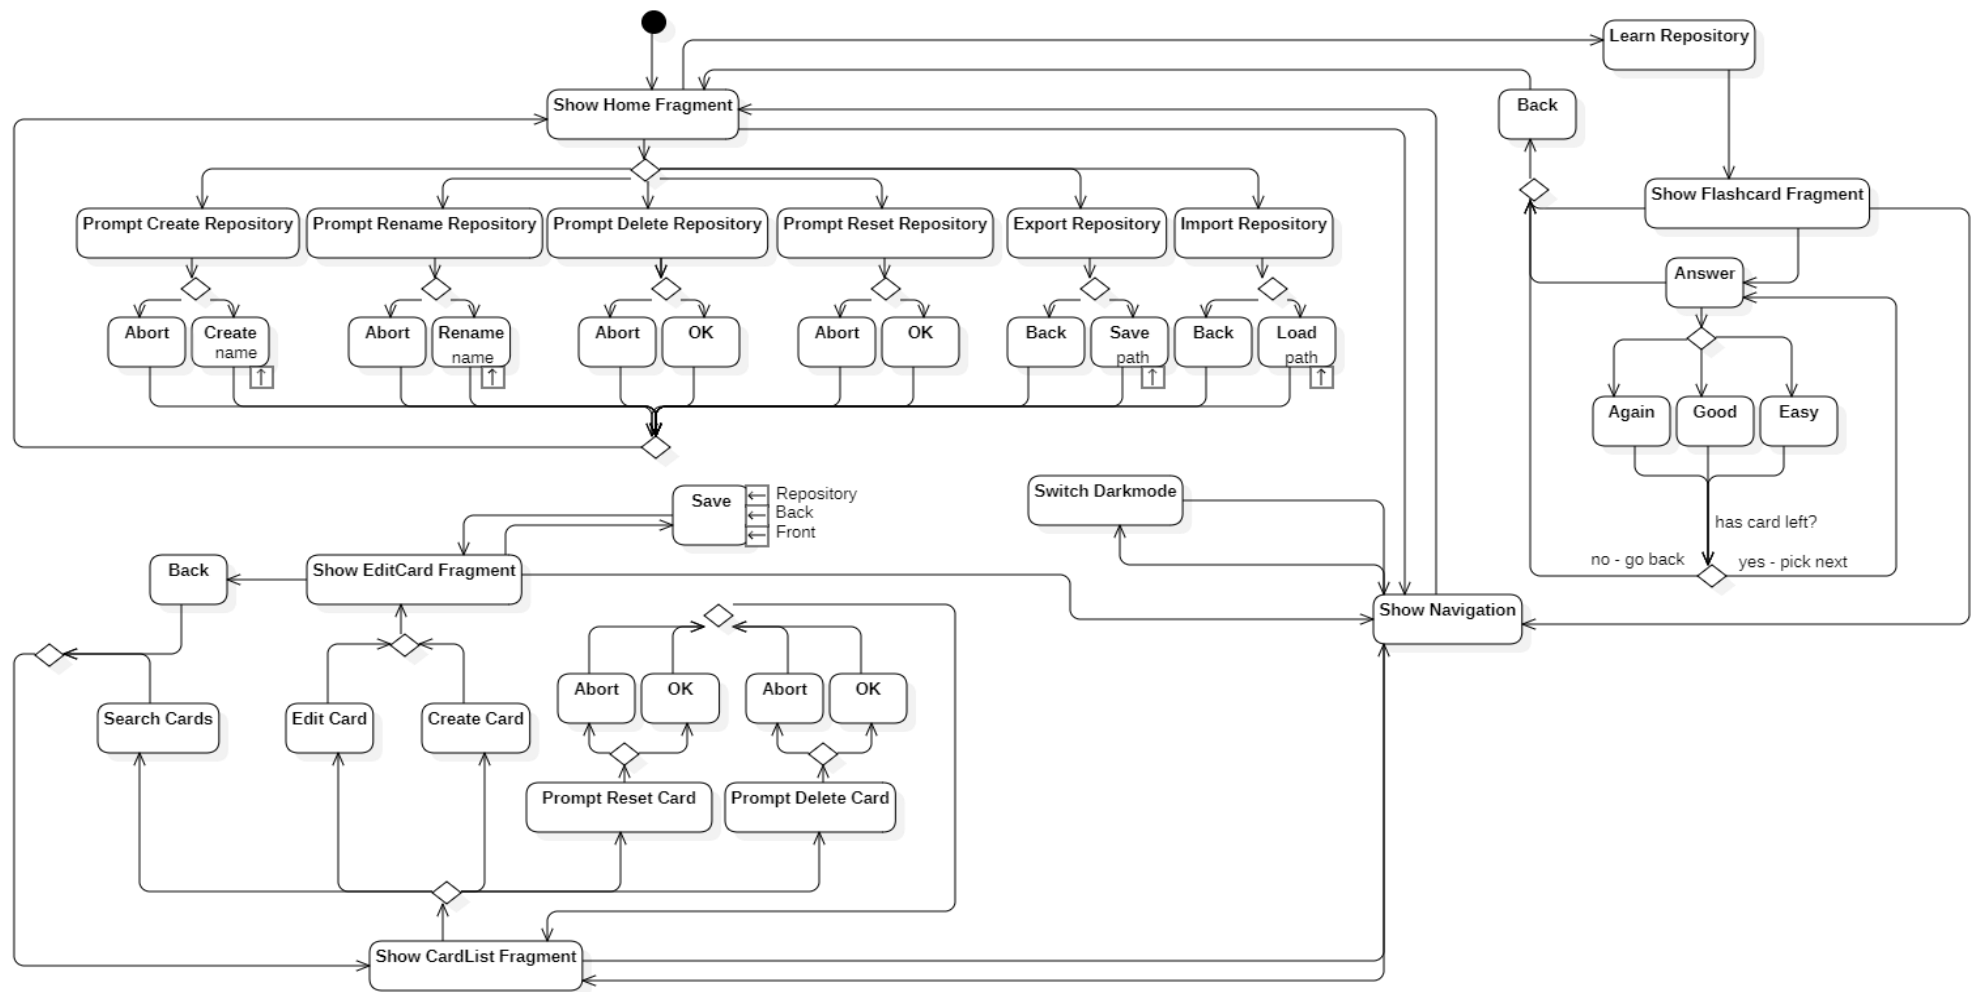 Learn Repository
Show Home Fragment
Back
Show Flashcard Fragment
Prompt Create Repository
Prompt Rename Repository
Prompt Delete Repository
Prompt Reset Repository
Export Repository
Import Repository
Answer
Abort
Create
name
Abort
Rename
name
Abort
OK
Abort
OK
Back
Save
path
Back
Load
path
Again
Good
Easy
Save
Repository
Back
Front
Switch Darkmode
has card left?
no - go back
yes - pick next
Back
Show EditCard Fragment
Show Navigation
Search Cards
Edit Card
Create Card
Abort
OK
Abort
OK
Prompt Reset Card
Prompt Delete Card
Show CardList Fragment